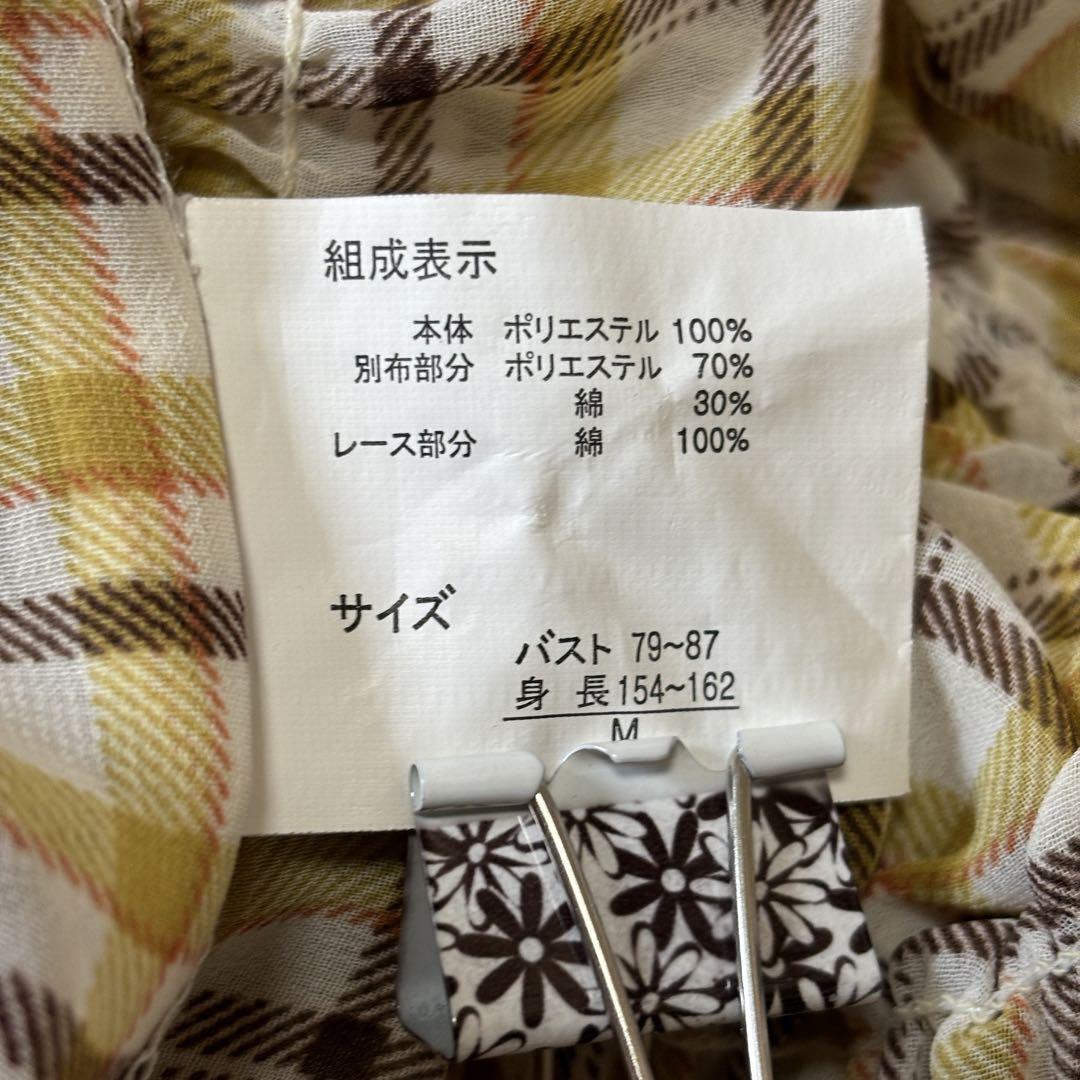 組成表示
本体 ポリエステル 100%
別布部分 ポリエステル 70%
綿 30%
レース部分 綿 100%
サイズ
バスト 79~87
身 長 154~162
M